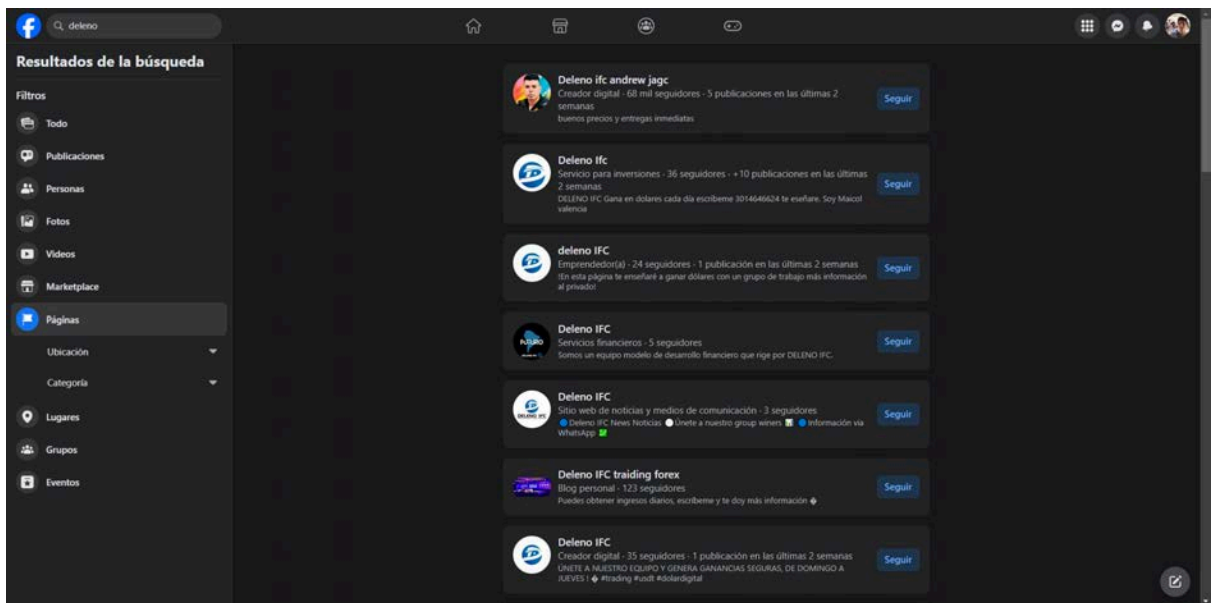 deleno
Resultados de la búsqueda
Filtros
Todo
Publicaciones
Personas
Fotos
Videos
Marketplace
Páginas
Ubicación
Categoría
Lugares
Grupos
Eventos
Deleno ifc andrew jagc
Creador digital · 68 mil seguidores · 5 publicaciones en las últimas 2
semanas
buenos precios y entregas inmediatas
Seguir
Deleno Ifc
Servicio para inversiones · 36 seguidores · +10 publicaciones en las últimas
2 semanas
DELENO IFC Gana en dolares cada día escribeme 3014646624 te eseñare. Soy Maicol
valencia
Seguir
deleno IFC
Emprendedor(a) · 24 seguidores · 1 publicación en las últimas 2 semanas
!En esta página te enseñaré a ganar dólares con un grupo de trabajo más información
al privado!
Seguir
FUTURO
Deleno IFC
Servicios financieros · 5 seguidores
Somos un equipo modelo de desarrollo financiero que rige por DELENO IFC.
Seguir
DELENO IFC
Deleno IFC
Sitio web de noticias y medios de comunicación · 3 seguidores
🔵 Deleno IFC News Noticias ⚪ Únete a nuestro group winers 📊 🔵 Información via
WhatsApp 💹
Seguir
Deleno IFC traiding forex
Blog personal · 123 seguidores
Puedes obtener ingresos diarios, escríbeme y te doy más información �
Seguir
Deleno IFC
Creador digital · 35 seguidores · 1 publicación en las últimas 2 semanas
ÚNETE A NUESTRO EQUIPO Y GENERA GANANCIAS SEGURAS, DE DOMINGO A
JUEVES ! � #trading #usdt #dolardigital
Seguir